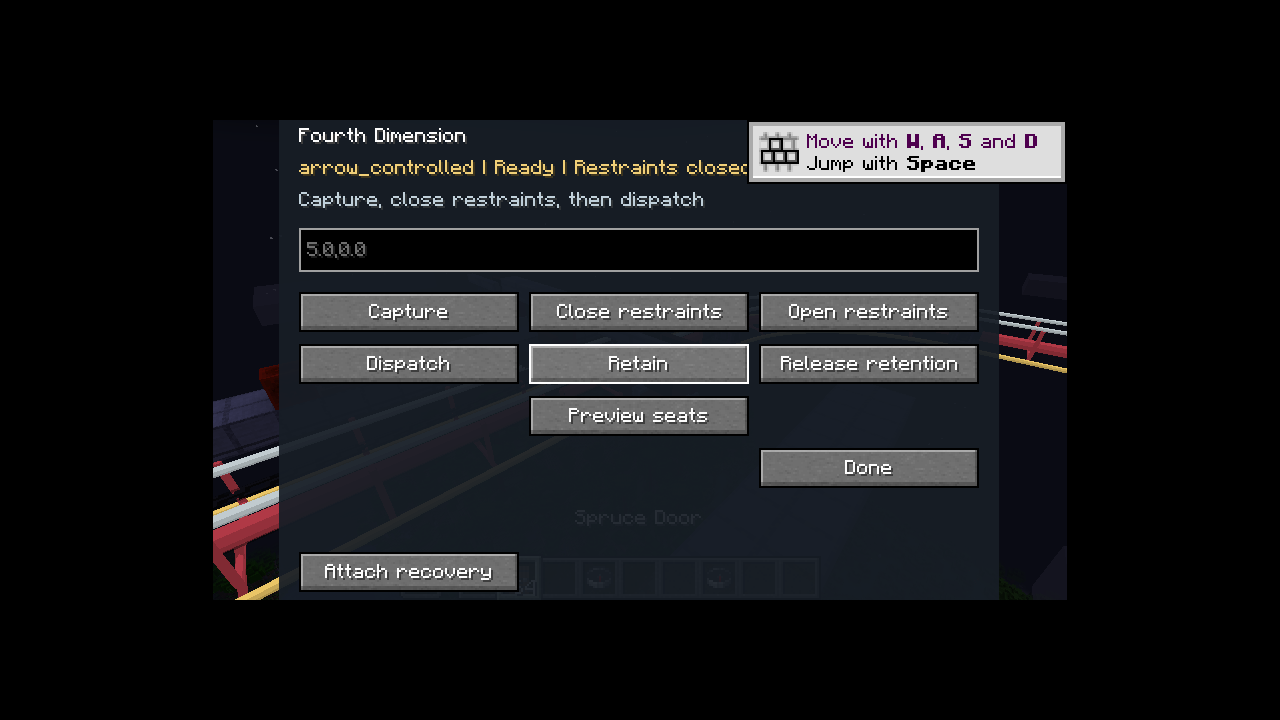 Fourth Dimension
Move with W, A, S and D
Jump with Space
arrow_controlled | Ready | Restraints closed
Capture, close restraints, then dispatch
5.0,0.0
Capture
Close restraints
Open restraints
Dispatch
Retain
Release retention
Preview seats
Done
Spruce Door
Attach recovery
64